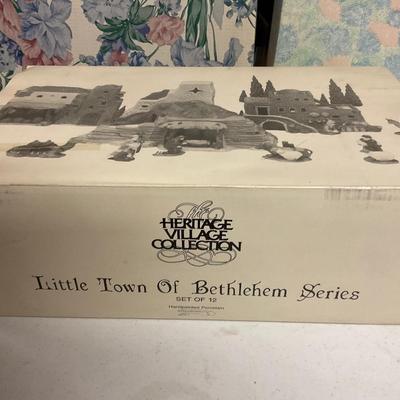 The
HERITAGE
VILLAGE
COLLECTION
Little Town Of Bethlehem Series
SET OF 12
Handpainted Porcelain